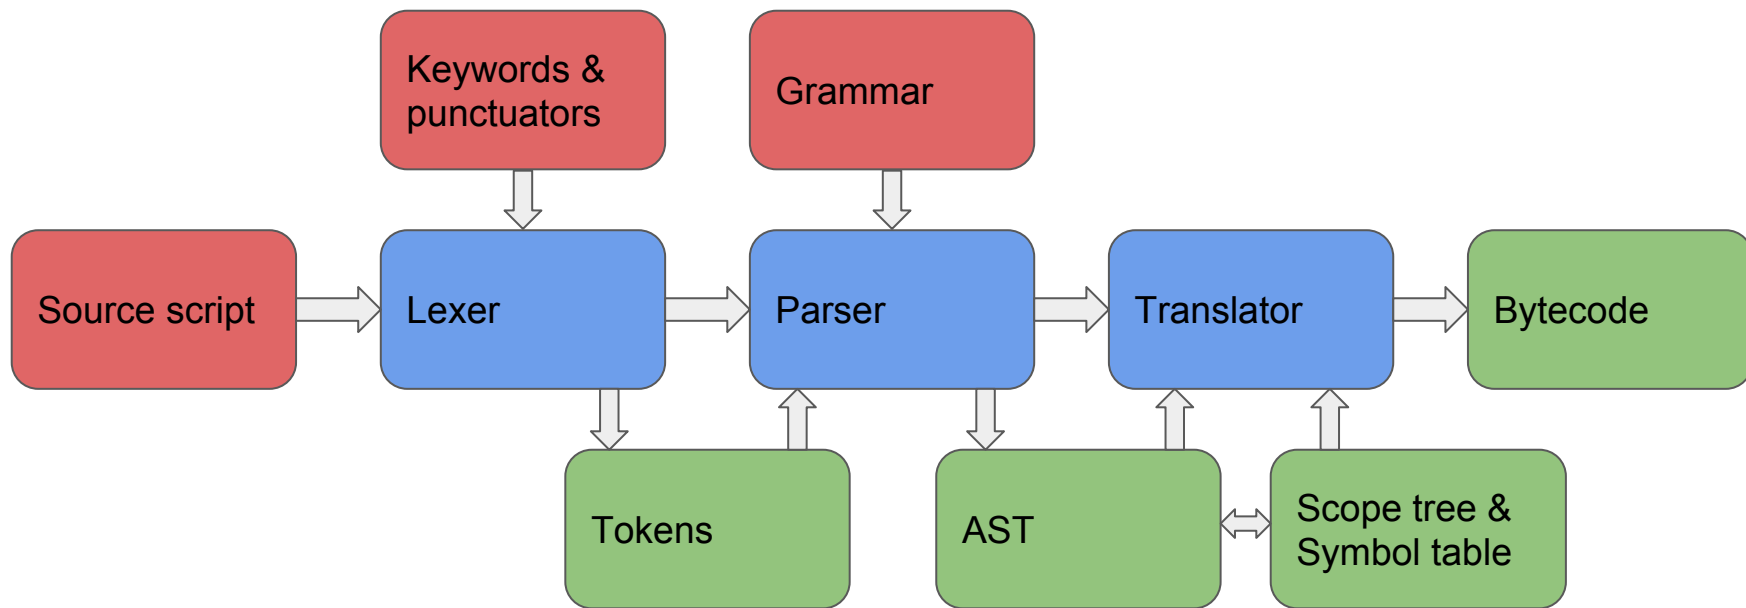 Keywords &
punctuators
Grammar
Source script
Lexer
Parser
Translator
Bytecode
Tokens
AST
Scope tree &
Symbol table